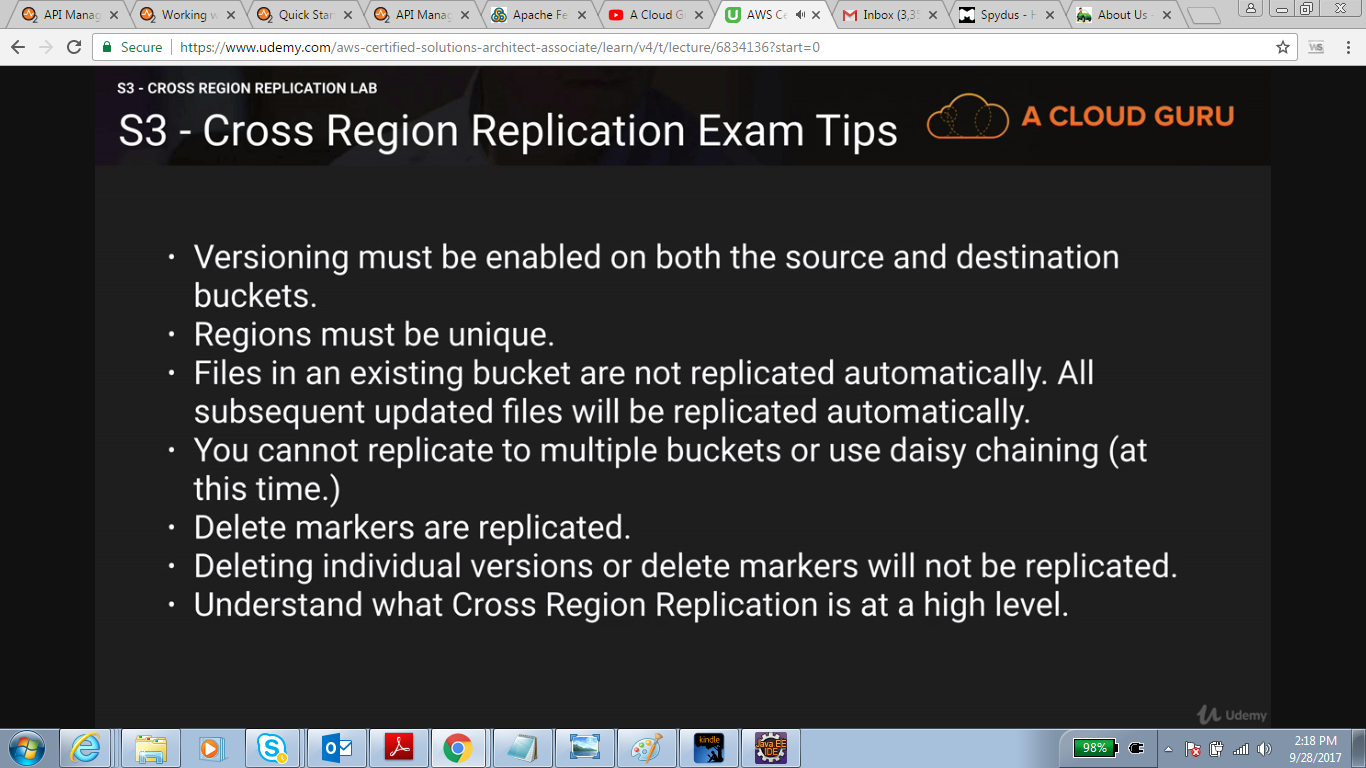 API Manag
Working w
Quick Star
API Manag
Apache Fe
A Cloud G
AWS Ce
Inbox (3,35
Spydus - H
About Us -
Secure
https://www.udemy.com/aws-certified-solutions-architect-associate/learn/v4/t/lecture/6834136?start=0
S3 - CROSS REGION REPLICATION LAB
S3 - Cross Region Replication Exam Tips
A CLOUD GURU
· Versioning must be enabled on both the source and destination
buckets.
· Regions must be unique.
· Files in an existing bucket are not replicated automatically. All
subsequent updated files will be replicated automatically.
· You cannot replicate to multiple buckets or use daisy chaining (at
this time.)
· Delete markers are replicated.
· Deleting individual versions or delete markers will not be replicated.
· Understand what Cross Region Replication is at a high level.
Udemy
kindle
Java EE
IDE
98%
2:18 PM
9/28/2017